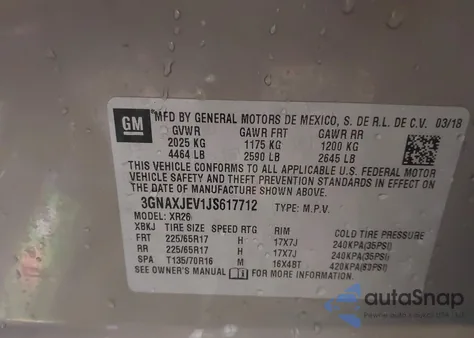 GM
MFD BY GENERAL MOTORS DE MEXICO, S. DE R.L. DE C.V. 03/18
GVWR GAWR FRT GAWR RR
2025 KG 1175 KG 1200 KG
4464 LB 2590 LB 2645 LB
THIS VEHICLE CONFORMS TO ALL APPLICABLE U.S. FEDERAL MOTOR
VEHICLE SAFETY AND THEFT PREVENTION STANDARDS IN EFFECT ON
THE DATE OF MANUFACTURE SHOWN ABOVE.
3GNAXJEV1JS617712 TYPE: M.P.V.
MODEL: XR26
XBKJ TIRE SIZE SPEED RTG RIM COLD TIRE PRESSURE
FRT 225/65R17 H 17X7J 240KPA(35PSI)
RR 225/65R17 H 17X7J 240KPA(35PSI)
SPA T135/70R16 M 16X4BT 420KPA(60PSI)
SEE OWNER'S MANUAL FOR MORE INFORMATION.
autoSnap